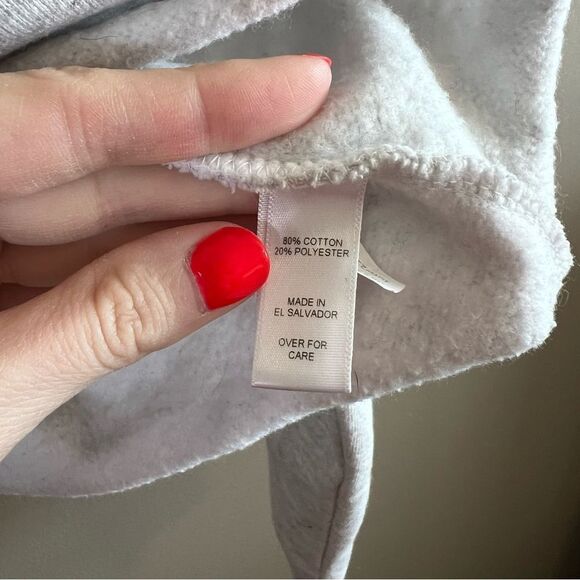 80% COTTON
20% POLYESTER
MADE IN
EL SALVADOR
OVER FOR
CARE